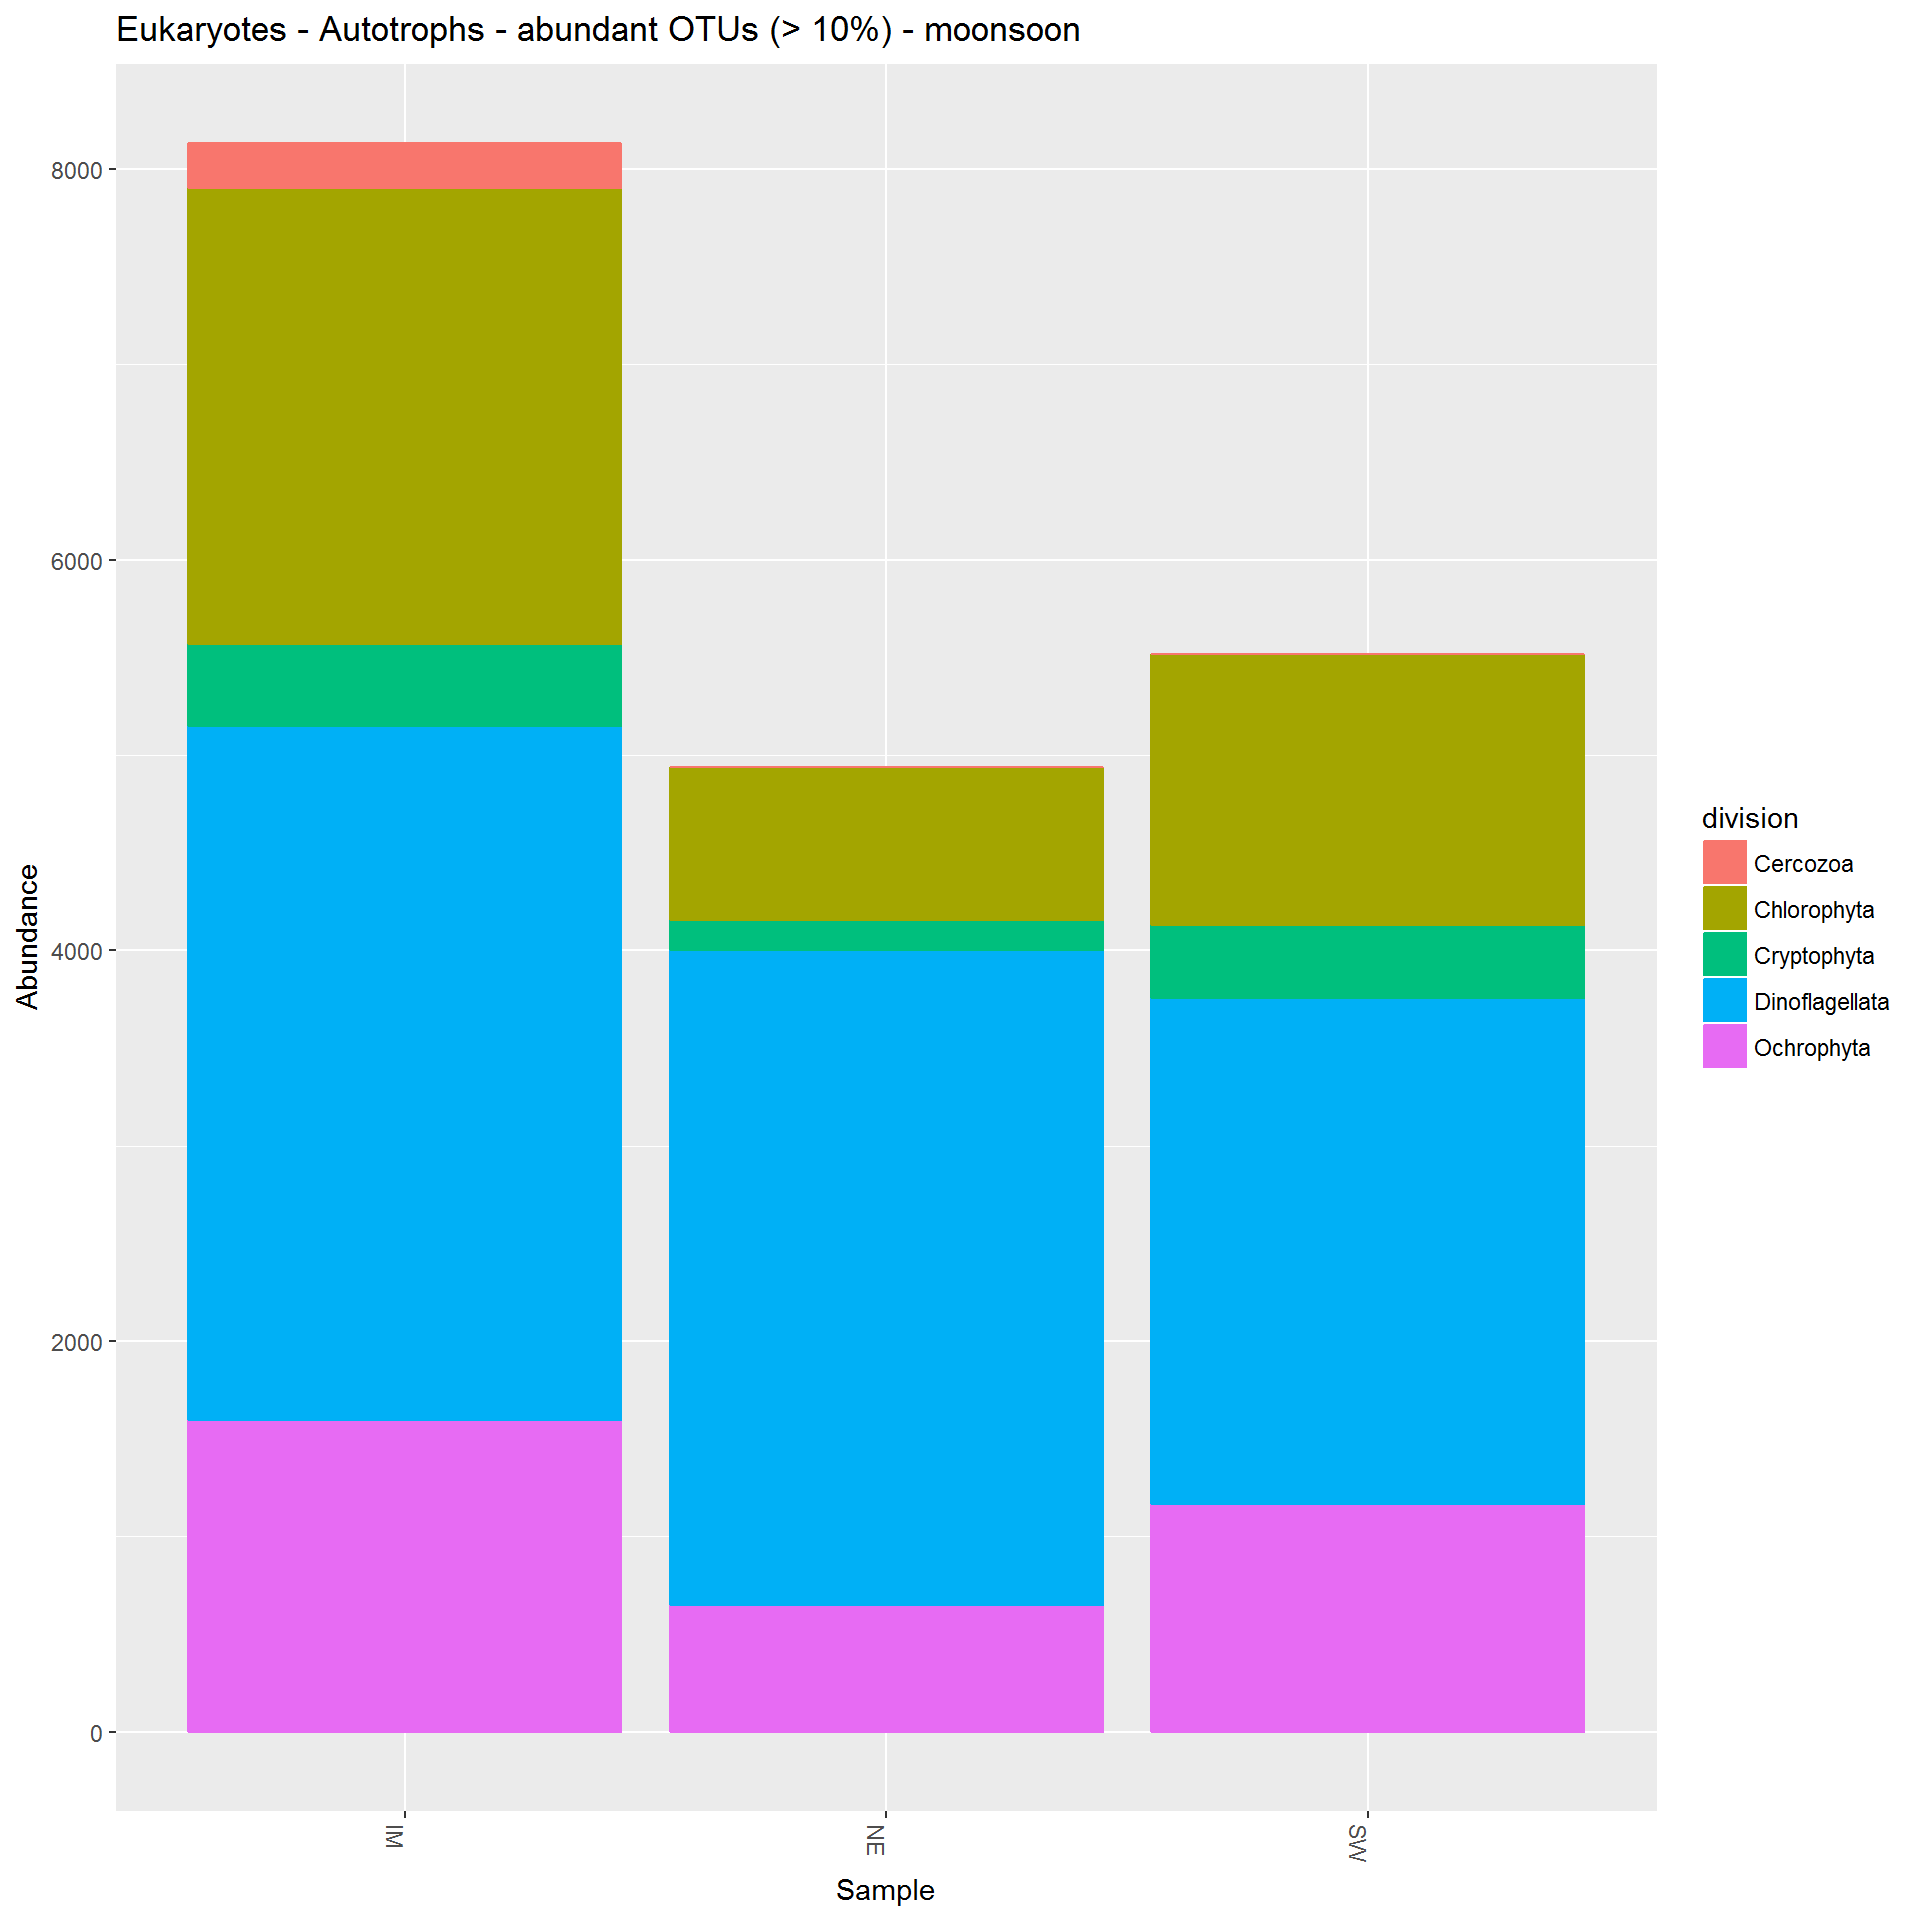 Eukaryotes - Autotrophs - abundant OTUs (> 10%) - moonsoon
8000
6000
4000
2000
0
Abundance
IM
NE
SW
Sample
division
Cercozoa
Chlorophyta
Cryptophyta
Dinoflagellata
Ochrophyta